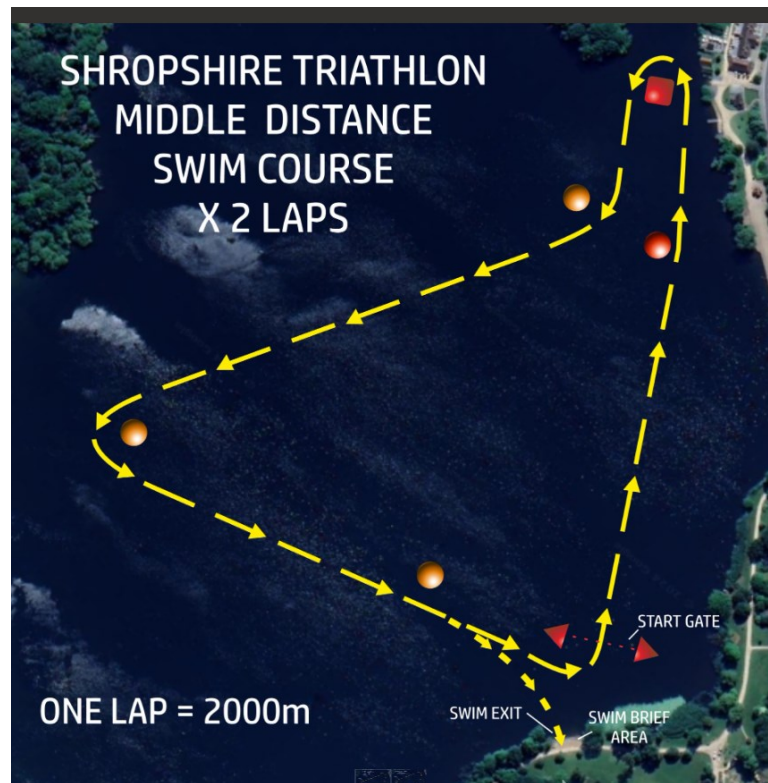 SHROPSHIRE TRIATHLON
MIDDLE DISTANCE
SWIM COURSE
X 2 LAPS
START GATE
ONE LAP = 2000m
SWIM EXIT
SWIM BRIEF
AREA